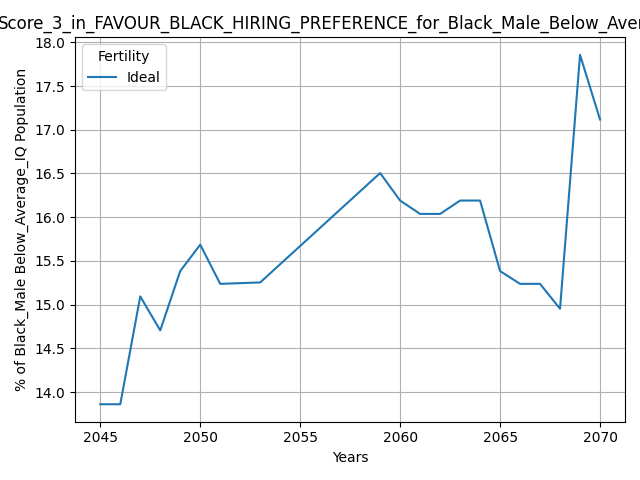 Score_3_in_FAVOUR_BLACK_HIRING_PREFERENCE_for_Black_Male_Below_Aver
Fertility
Ideal
% of Black_Male Below_Average_IQ Population
18.0
17.5
17.0
16.5
16.0
15.5
15.0
14.5
14.0
2045 2050 2055 2060 2065 2070
Years